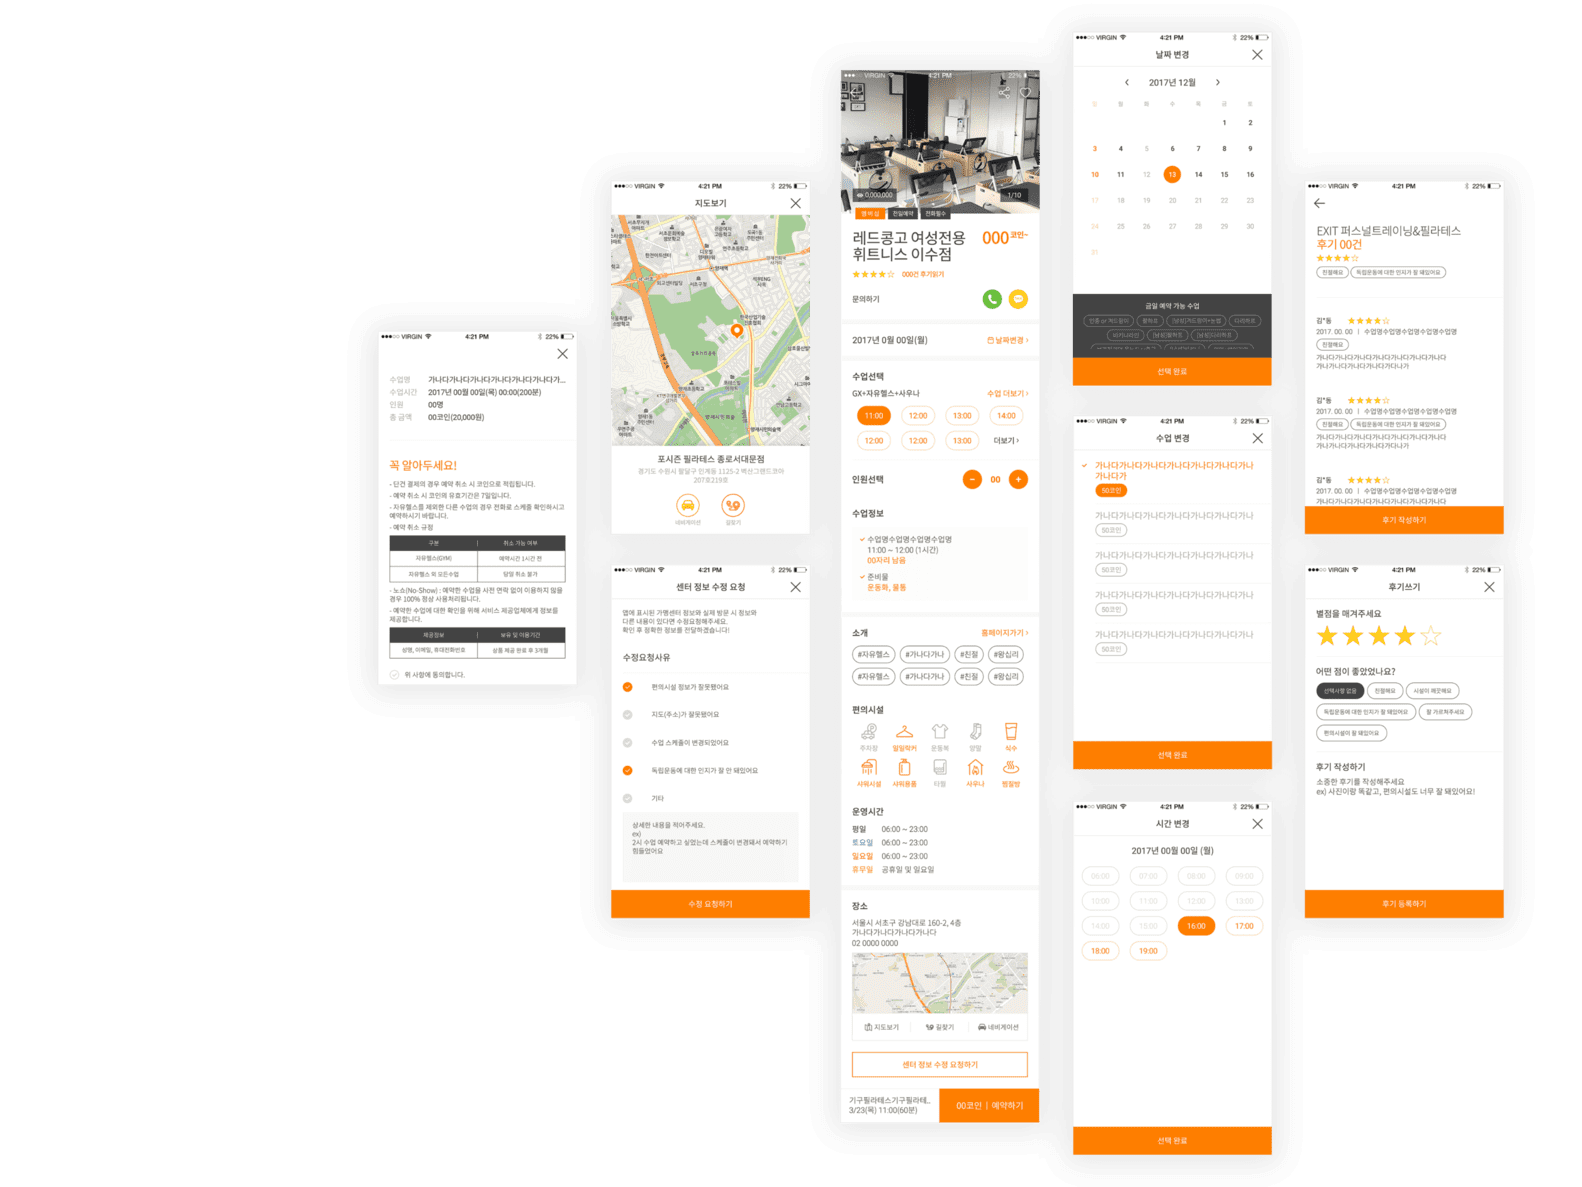 VIRGIN 4:21 PM 22%
수업명 가나다가나다가나다가나다가나다가나다가...
수업시간 2017년 00월 00일(목) 00:00(200분)
인원 00명
총 금액 00코인(20,000원)
꼭 알아두세요!
- 단건 결제의 경우 예약 취소 시 코인으로 적립됩니다.
- 예약 취소 시 코인의 유효기간은 7일입니다.
- 자유헬스를 제외한 다른 수업의 경우 전화로 스케줄 확인하시고
예약하시기 바랍니다.
- 예약 취소 규정
구분 | 취소 가능 여부
자유헬스(GYM) 예약시간 1시간 전
자유헬스 외 모든수업 당일 취소 불가
- 노쇼(No-Show) : 예약한 수업을 사전 연락 없이 이용하지 않을
경우 100% 정상 사용처리됩니다.
- 예약한 수업에 대한 확인을 위해 서비스 제공업체에게 정보를
제공합니다.
제공정보 | 보유 및 이용기간
성명, 이메일, 휴대전화번호 상품 제공 완료 후 3개월
위 사항에 동의합니다.
VIRGIN 4:21 PM 22%
지도보기
포시즌 필라테스 종로서대문점
경기도 수원시 팔달구 인계동 1125-2 벽산그랜드코아
207호219호
네비게이션 길찾기
VIRGIN 4:21 PM 22%
센터 정보 수정 요청
앱에 표시된 가맹센터 정보와 실제 방문 시 정보와
다른 내용이 있다면 수정요청해주세요.
확인 후 정확한 정보를 전달하겠습니다!
수정요청사유
편의시설 정보가 잘못됐어요
지도(주소)가 잘못됐어요
수업 스케줄이 변경되었어요
독립운동에 대한 인지가 잘 안 돼있어요
기타
상세한 내용을 적어주세요.
ex)
2시 수업 예약하고 싶었는데 스케줄이 변경돼서 예약하기
힘들었어요
수정 요청하기
VIRGIN 4:21 PM 22%
0,000,000 1/10
멤버십 전일예약 전화필수
레드콩고 여성전용 000코인~
휘트니스 이수점
000건 후기읽기
문의하기
2017년 0월 00일(월) 날짜변경 ›
수업선택
GX+자유헬스+사우나 수업 더보기 ›
11:00 12:00 13:00 14:00
12:00 12:00 13:00 더보기 ›
인원선택 − 00 +
수업정보
수업명수업명수업명수업명
11:00 ~ 12:00 (1시간)
00자리 남음
준비물
운동화, 물통
소개 홈페이지가기 ›
#자유헬스 #가나다가나 #친절 #왕십리
#자유헬스 #가나다가나 #친절 #왕십리
편의시설
주차장 일일락커 운동복 양말 식수
샤워시설 샤워용품 타월 사우나 찜질방
운영시간
평일 06:00 ~ 23:00
토요일 06:00 ~ 23:00
일요일 06:00 ~ 23:00
휴무일 공휴일 및 일요일
장소
서울시 서초구 강남대로 160-2, 4층
가나다가나다가나다가나다
02 0000 0000
지도보기 길찾기 네비게이션
센터 정보 수정 요청하기
기구필라테스기구필라테...
3/23(목) 11:00(60분)
00코인 | 예약하기
VIRGIN 4:21 PM 22%
날짜 변경
‹ 2017년 12월 ›
일 월 화 수 목 금 토
1 2
3 4 5 6 7 8 9
10 11 12 13 14 15 16
17 18 19 20 21 22 23
24 25 26 27 28 29 30
31
금일 예약 가능 수업
선택 완료
VIRGIN 4:21 PM 22%
수업 변경
가나다가나다가나다가나다가나다가나다가나
가나다가
50코인
가나다가나다가나다가나다가나다가나다가나
50코인
가나다가나다가나다가나다가나다가나다가나
50코인
가나다가나다가나다가나다가나다가나다가나
50코인
가나다가나다가나다가나다가나다가나다가나
50코인
선택 완료
VIRGIN 4:21 PM 22%
시간 변경
2017년 00월 00일 (월)
06:00 07:00 08:00 09:00
10:00 11:00 12:00 13:00
14:00 15:00 16:00 17:00
18:00 19:00
선택 완료
VIRGIN 4:21 PM 22%
EXIT 퍼스널트레이닝&필라테스
후기 00건
친절해요 독립운동에 대한 인지가 잘 돼있어요
김*동
2017. 00. 00 | 수업명수업명수업명수업명수업명
친절해요
가나다가나다가나다가나다가나다가나다가나다
가나가나다가나다가나다가나다나가
김*동
2017. 00. 00 | 수업명수업명수업명수업명수업명
친절해요 독립운동에 대한 인지가 잘 돼있어요
가나다가나다가나다가나다가나다가나다가나다
가나가나다가나다가나다가나다나가
김*동
2017. 00. 00 | 수업명수업명수업명수업명수업명
가나다가나다가나다가나다가나다가나다가나다
후기 작성하기
VIRGIN 4:21 PM 22%
후기쓰기
별점을 매겨주세요
어떤 점이 좋았었나요?
선택사항 없음 친절해요 시설이 깨끗해요
독립운동에 대한 인지가 잘 돼있어요 잘 가르쳐주세요
편의시설이 잘 돼있어요
후기 작성하기
소중한 후기를 작성해주세요
ex) 사진이랑 똑같고, 편의시설도 너무 잘 돼있어요!
후기 등록하기